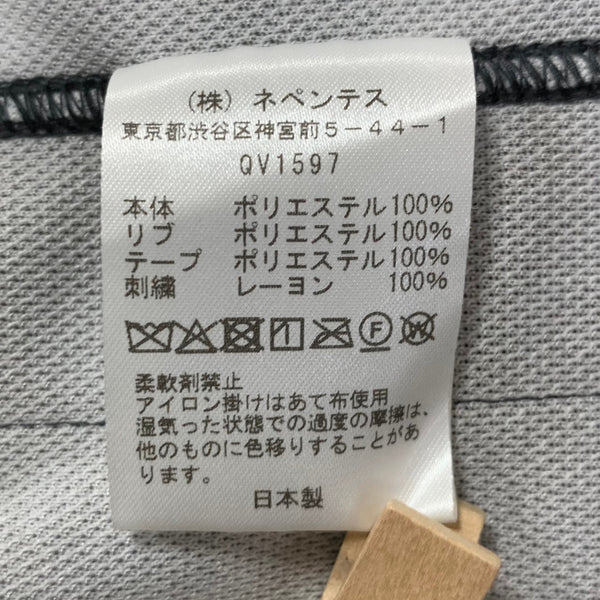 （株）ネペンテス
東京都渋谷区神宮前5-44-1
QV1597
本体 ポリエステル100%
リブ ポリエステル100%
テープ ポリエステル100%
刺繍 レーヨン 100%
F W
柔軟剤禁止
アイロン掛けはあて布使用
湿気った状態での過度の摩擦は、
他のものに色移りすることがあ
ります。
日本製